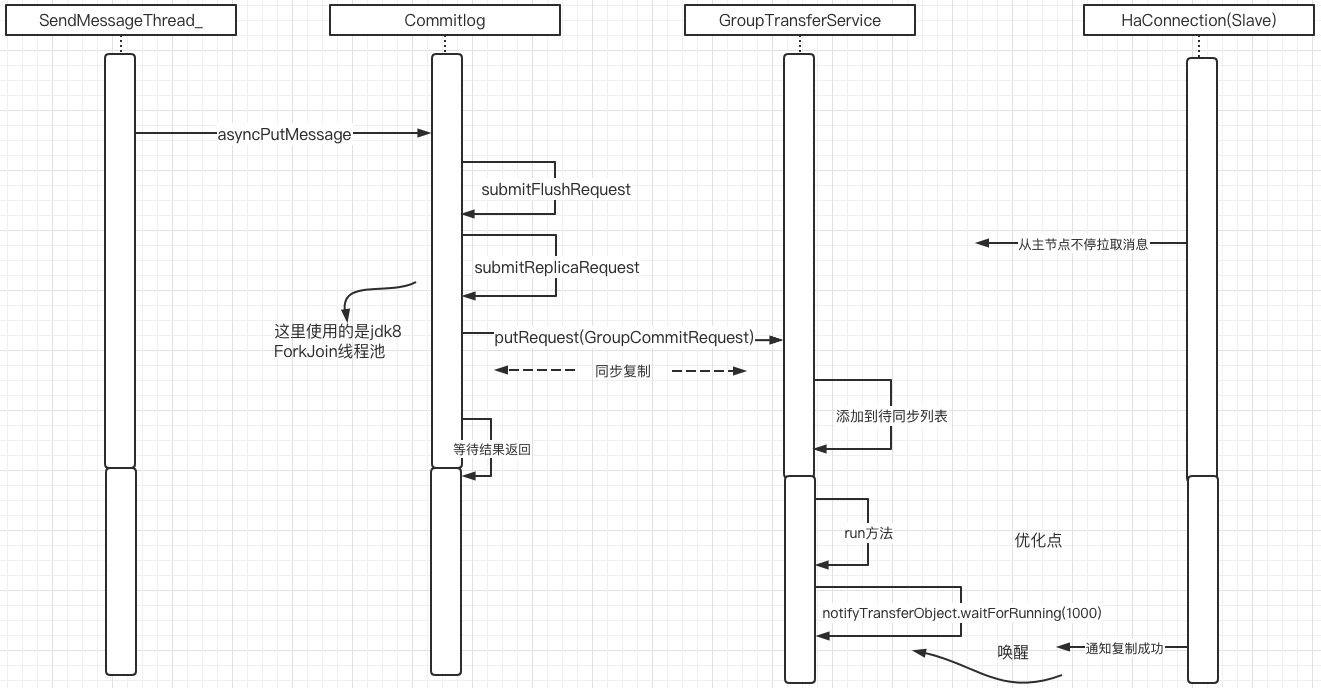 SendMessageThread_
Commitlog
GroupTransferService
HaConnection(Slave)
asyncPutMessage
submitFlushRequest
从主节点不停拉取消息
submitReplicaRequest
这里使用的是jdk8
ForkJoin线程池
putRequest(GroupCommitRequest)
同步复制
添加到待同步列表
等待结果返回
run方法
优化点
notifyTransferObject.waitForRunning(1000)
唤醒
通知复制成功